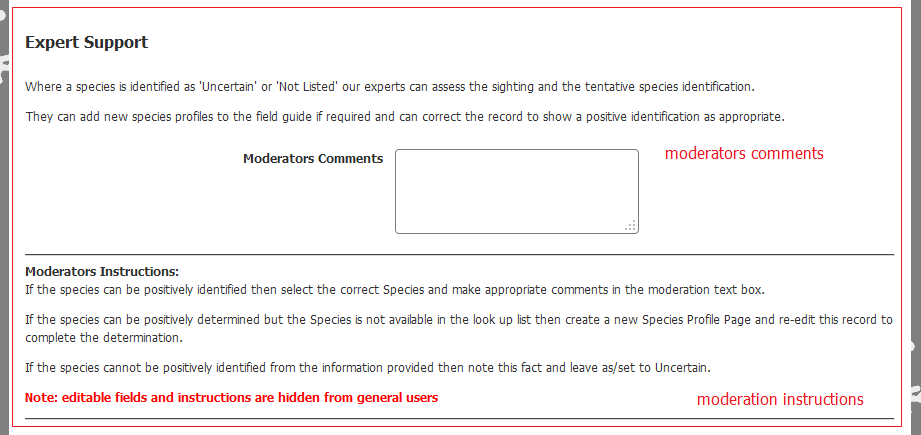 Expert Support
Where a species is identified as 'Uncertain' or 'Not Listed' our experts can assess the sighting and the tentative species identification.
They can add new species profiles to the field guide if required and can correct the record to show a positive identification as appropriate.
Moderators Comments
moderators comments
Moderators Instructions:
If the species can be positively identified then select the correct Species and make appropriate comments in the moderation text box.
If the species can be positively determined but the Species is not available in the look up list then create a new Species Profile Page and re-edit this record to
complete the determination.
If the species cannot be positively identified from the information provided then note this fact and leave as/set to Uncertain.
Note: editable fields and instructions are hidden from general users
moderation instructions